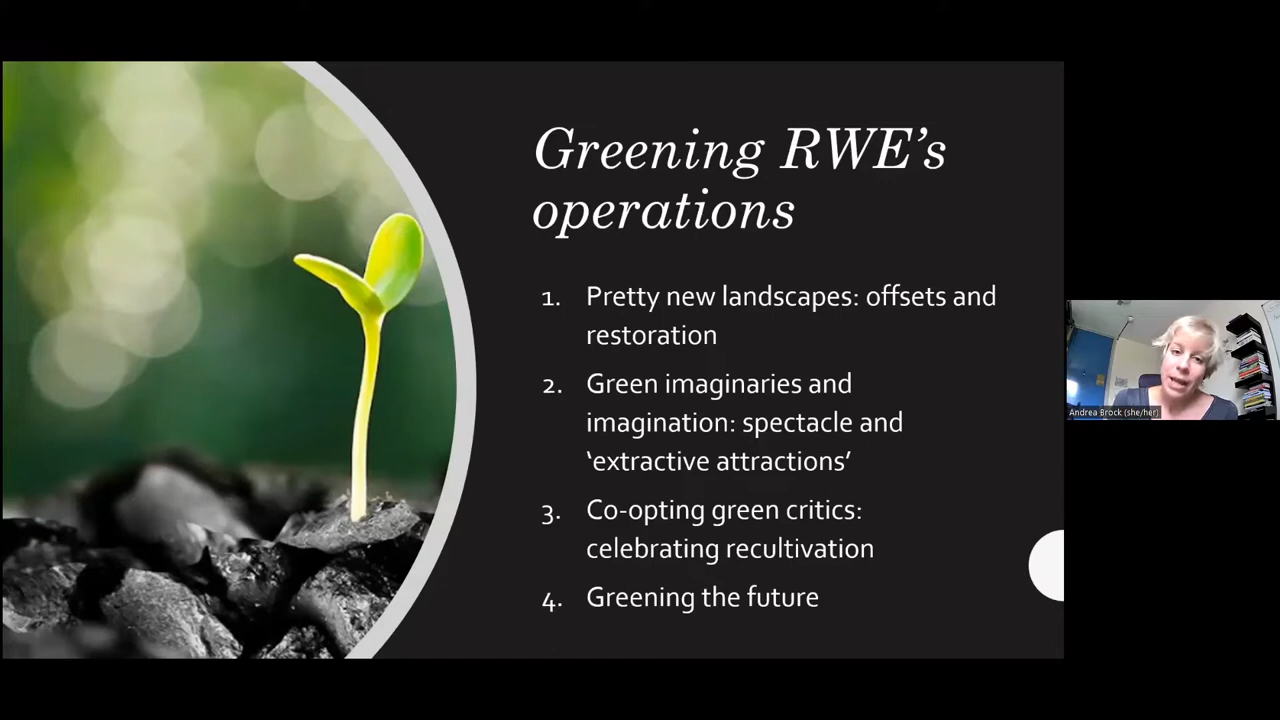 Greening RWE’s
operations
1. Pretty new landscapes: offsets and
restoration
2. Green imaginaries and
imagination: spectacle and
‘extractive attractions’
3. Co-opting green critics:
celebrating recultivation
4. Greening the future
Andrea Brock (she/her)